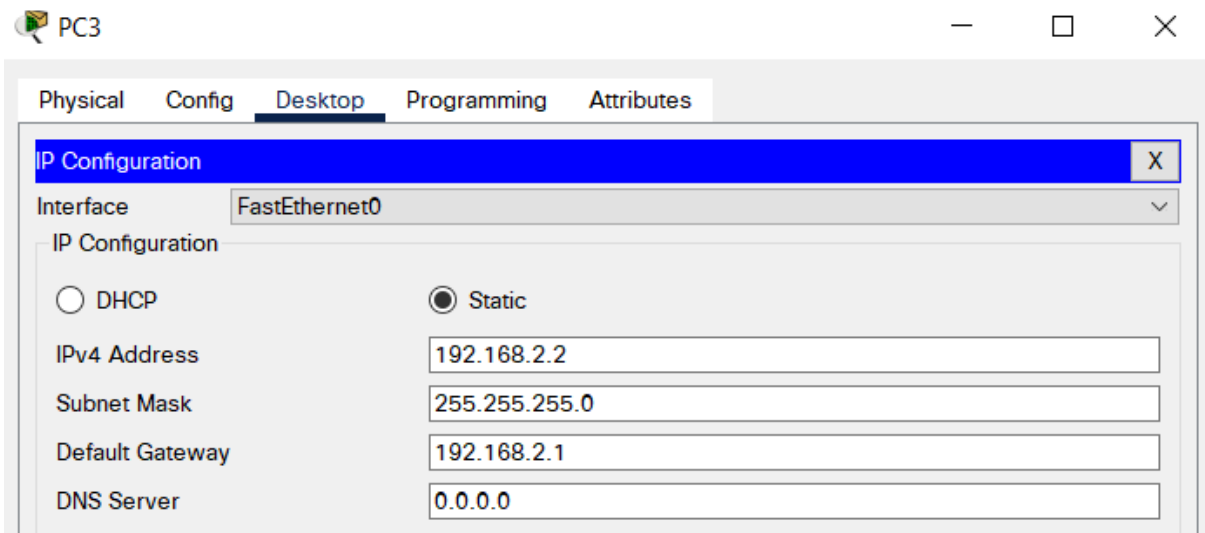 PC3
Physical Config Desktop Programming Attributes
IP Configuration X
Interface FastEthernet0
IP Configuration
DHCP Static
IPv4 Address 192.168.2.2
Subnet Mask 255.255.255.0
Default Gateway 192.168.2.1
DNS Server 0.0.0.0